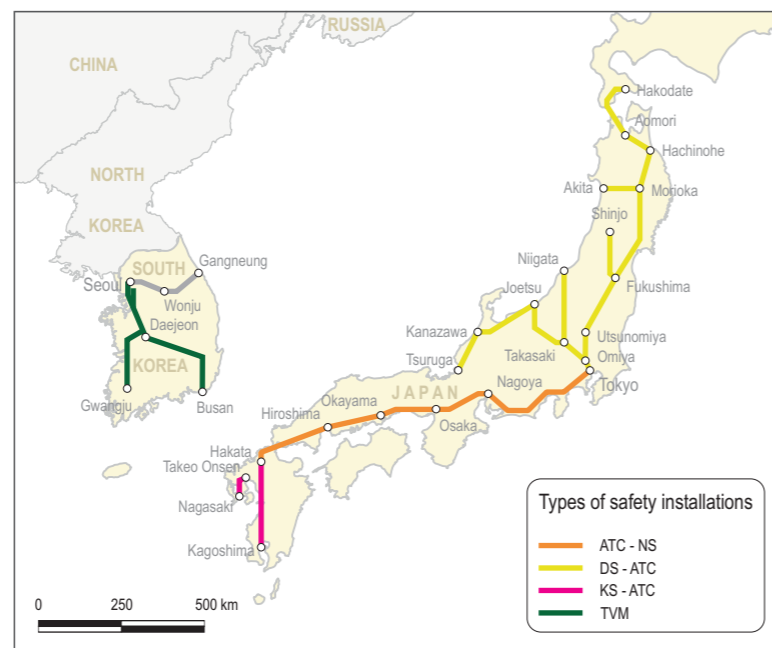 RUSSIA
CHINA
Hakodate
Aomori
Hachinohe
NORTH
KOREA
Akita
Morioka
Shinjo
Gangneung
SOUTH
Seoul
Niigata
Wonju
Joetsu
Fukushima
Daejeon
Kanazawa
Utsunomiya
Takasaki
Omiya
KOREA
Tsuruga
Tokyo
JAPAN
Nagoya
Gwangju
Busan
Okayama
Hiroshima
Osaka
Hakata
Takeo Onsen
Nagasaki
Kagoshima
Types of safety installations
ATC - NS
DS - ATC
KS - ATC
TVM
0 250 500 km